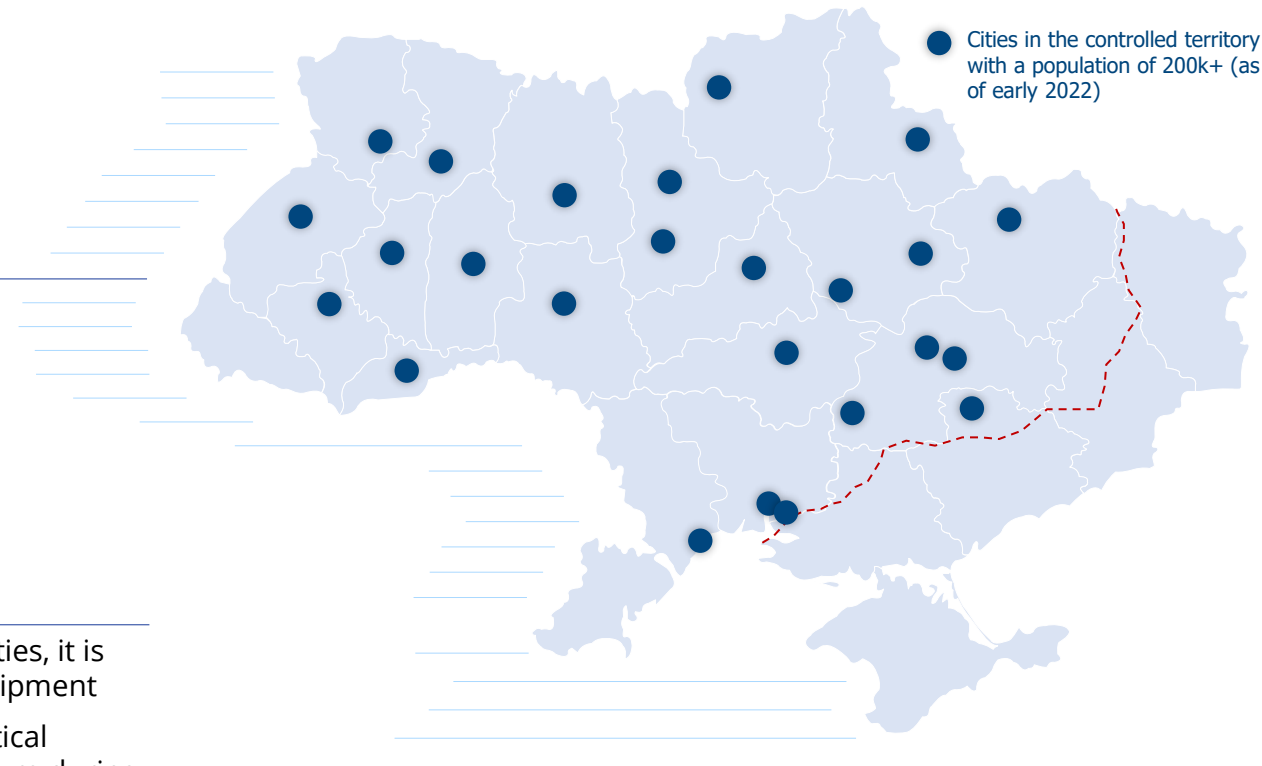 Cities in the controlled territory
with a population of 200k+ (as
of early 2022)
ties, it is
ipment
tical